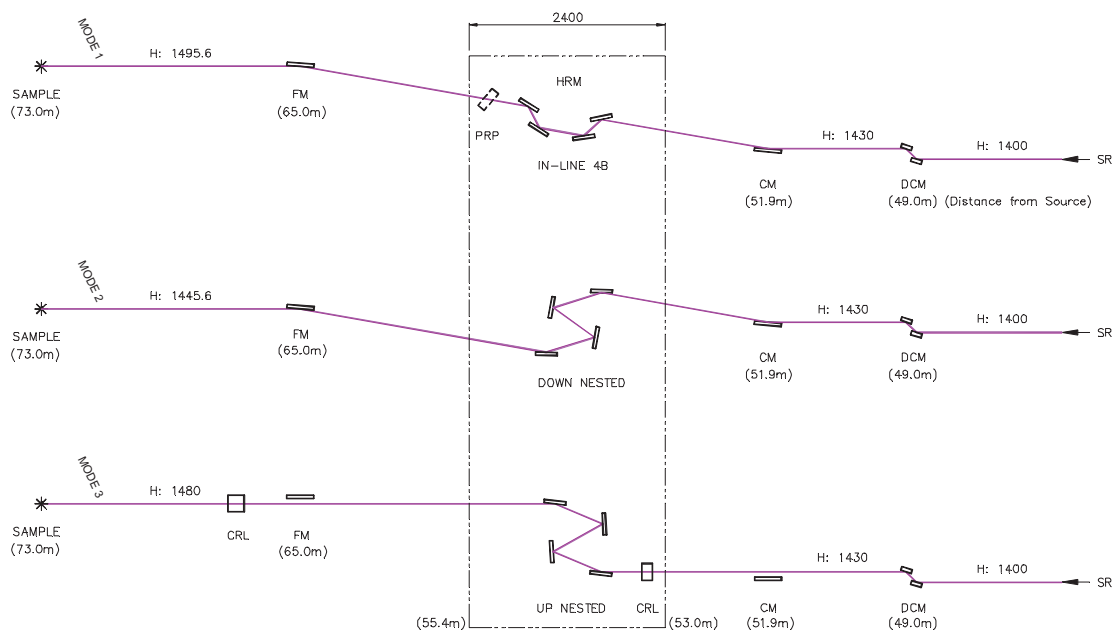 2400
MODE 1
H: 1495.6
HRM
SAMPLE
(73.0m)
FM
(65.0m)
PRP
IN-LINE 4B
H: 1430
H: 1400
SR
CM
(51.9m)
DCM
(49.0m) (Distance from Source)
MODE 2
H: 1445.6
H: 1430
H: 1400
SR
SAMPLE
(73.0m)
FM
(65.0m)
CM
(51.9m)
DCM
(49.0m)
DOWN NESTED
MODE 3
H: 1480
SAMPLE
(73.0m)
CRL
FM
(65.0m)
H: 1430
H: 1400
SR
UP NESTED
CRL
CM
(51.9m)
DCM
(49.0m)
(55.4m)
(53.0m)